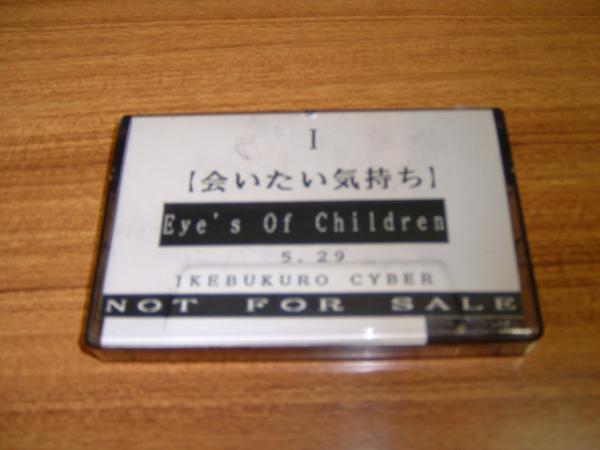 I
【会いたい気持ち】
Eye's Of Children
5.29
IKEBUKURO CYBER
NOT FOR SALE